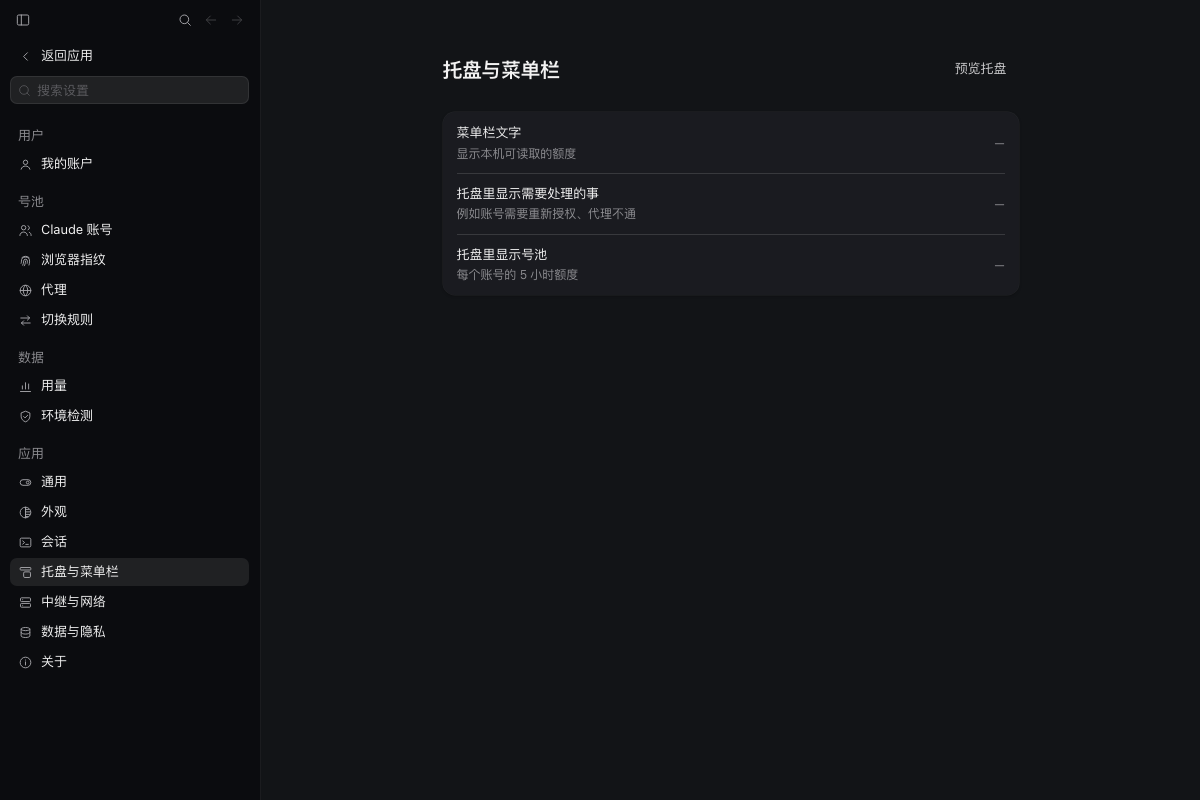 返回应用
搜索设置
用户
我的账户
号池
Claude 账号
浏览器指纹
代理
切换规则
数据
用量
环境检测
应用
通用
外观
会话
托盘与菜单栏
中继与网络
数据与隐私
关于
托盘与菜单栏
预览托盘
菜单栏文字
显示本机可读取的额度
—
托盘里显示需要处理的事
例如账号需要重新授权、代理不通
—
托盘里显示号池
每个账号的 5 小时额度
—